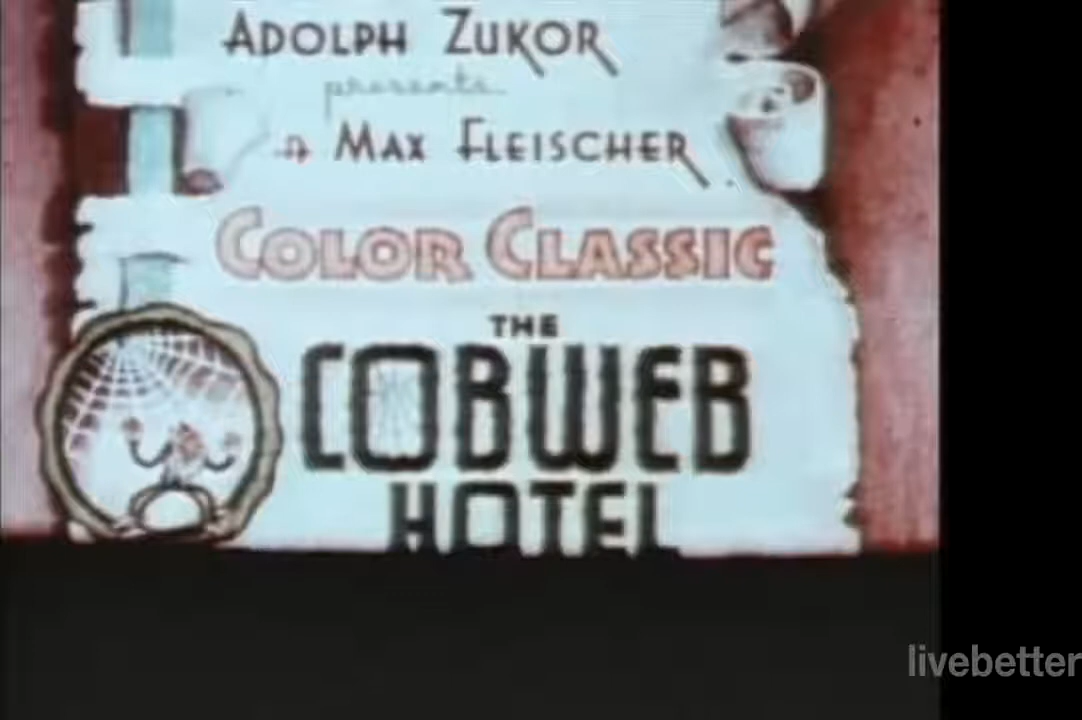 ADOLPH ZUKOR
presents
A MAX FLEISCHER
COLOR CLASSIC
THE
COBWEB
HOTEL
livebetter